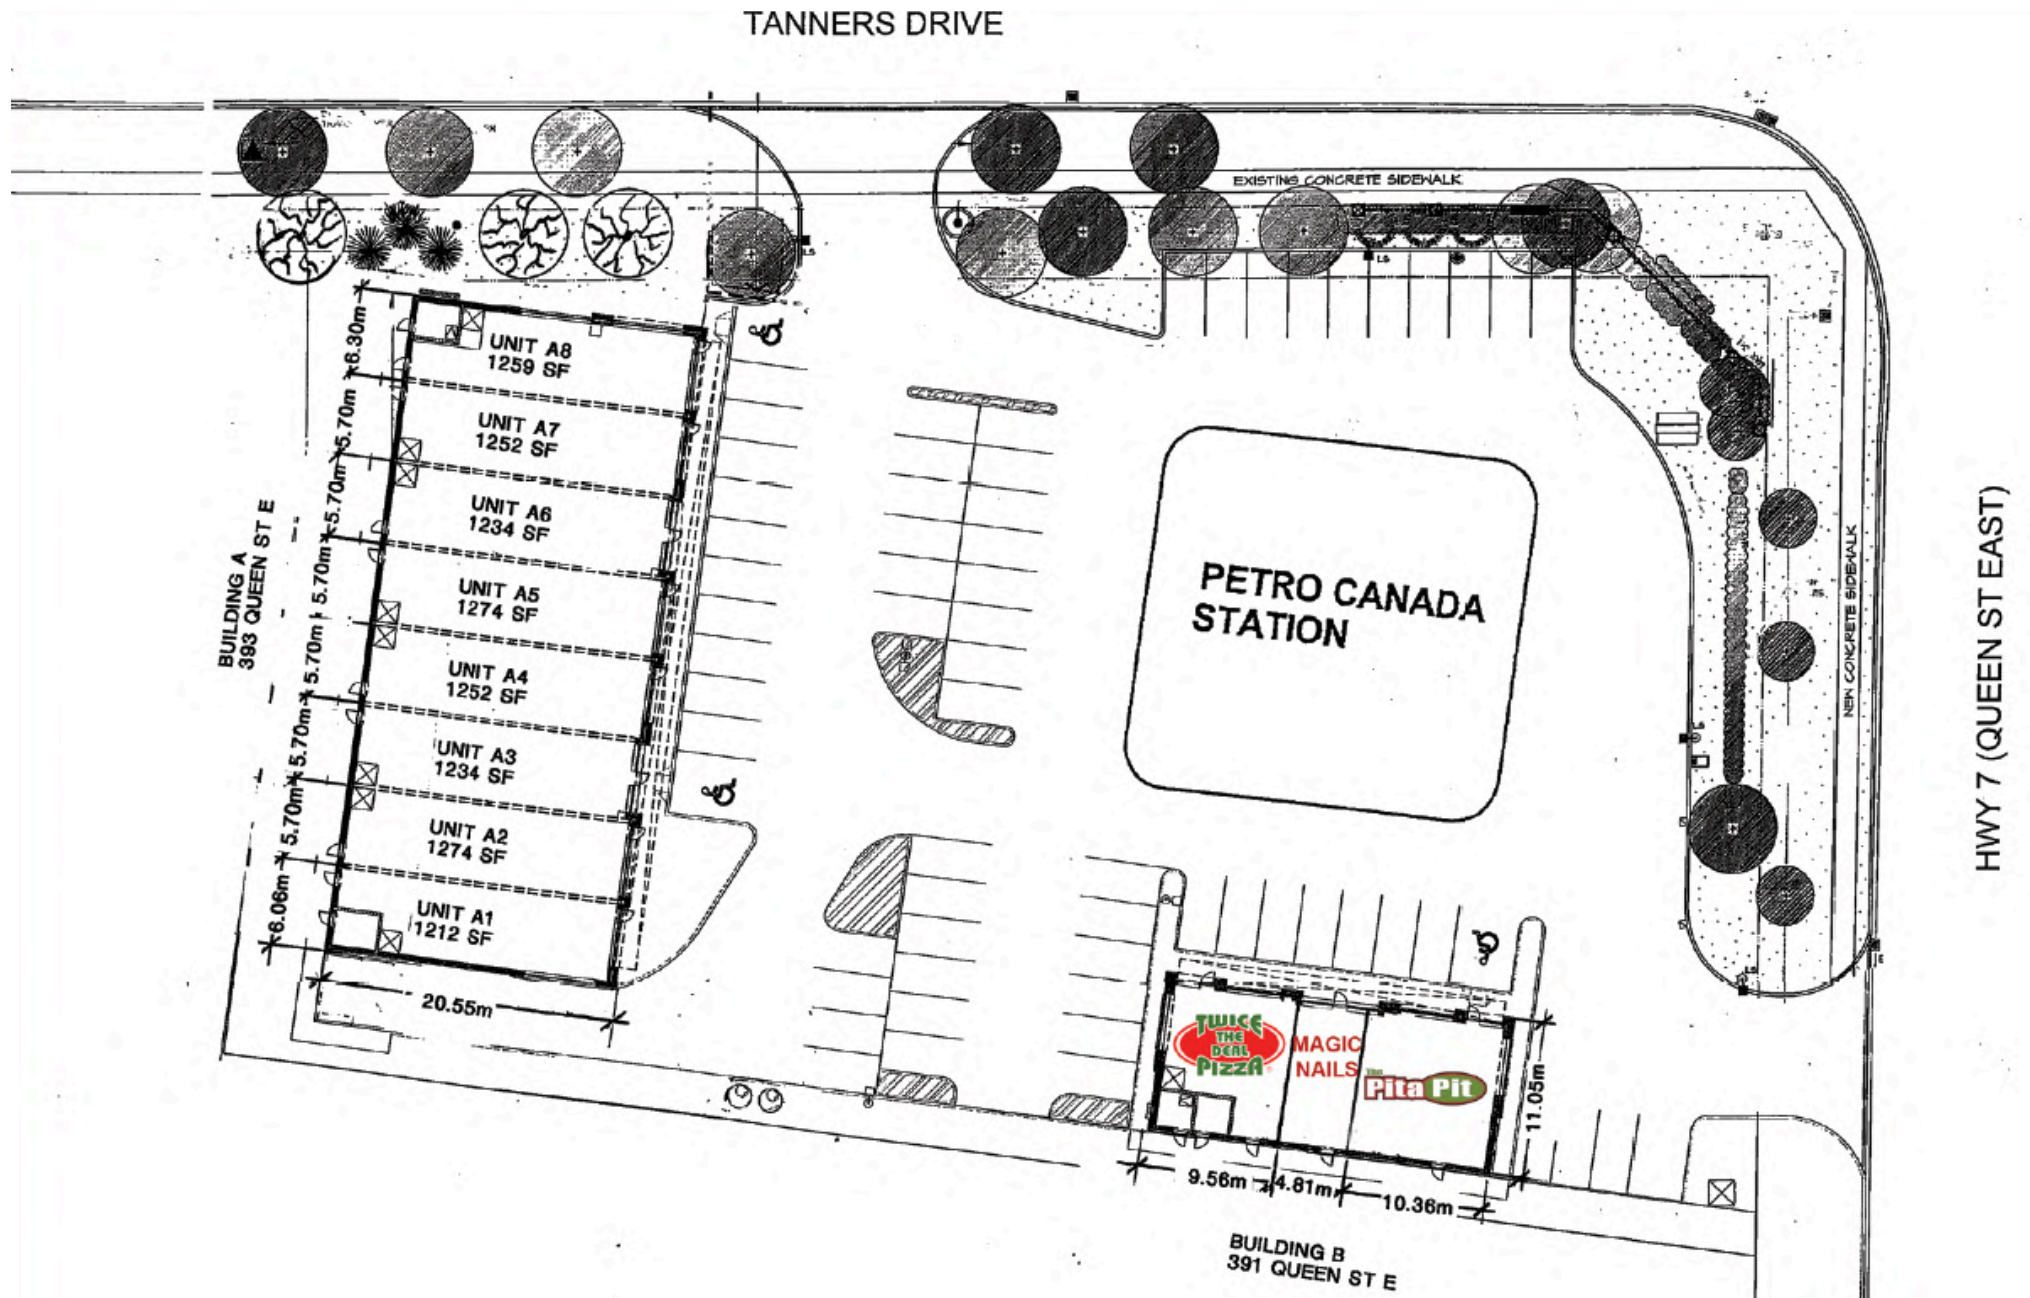 TANNERS DRIVE
EXISTING CONCRETE SIDEWALK
LS
LS
6.30m
UNIT A8
1259 SF
5.70m
UNIT A7
1252 SF
5.70m
UNIT A6
1234 SF
5.70m
UNIT A5
1274 SF
5.70m
UNIT A4
1252 SF
5.70m
UNIT A3
1234 SF
5.70m
UNIT A2
1274 SF
6.06m
UNIT A1
1212 SF
20.55m
BUILDING A
393 QUEEN ST E
PETRO CANADA
STATION
NEW CONCRETE SIDEWALK
HWY 7 (QUEEN ST EAST)
LS
TWICE
THE
DEAL
PIZZA
MAGIC
NAILS
The
Pita Pit
11.05m
9.56m
4.81m
10.36m
BUILDING B
391 QUEEN ST E